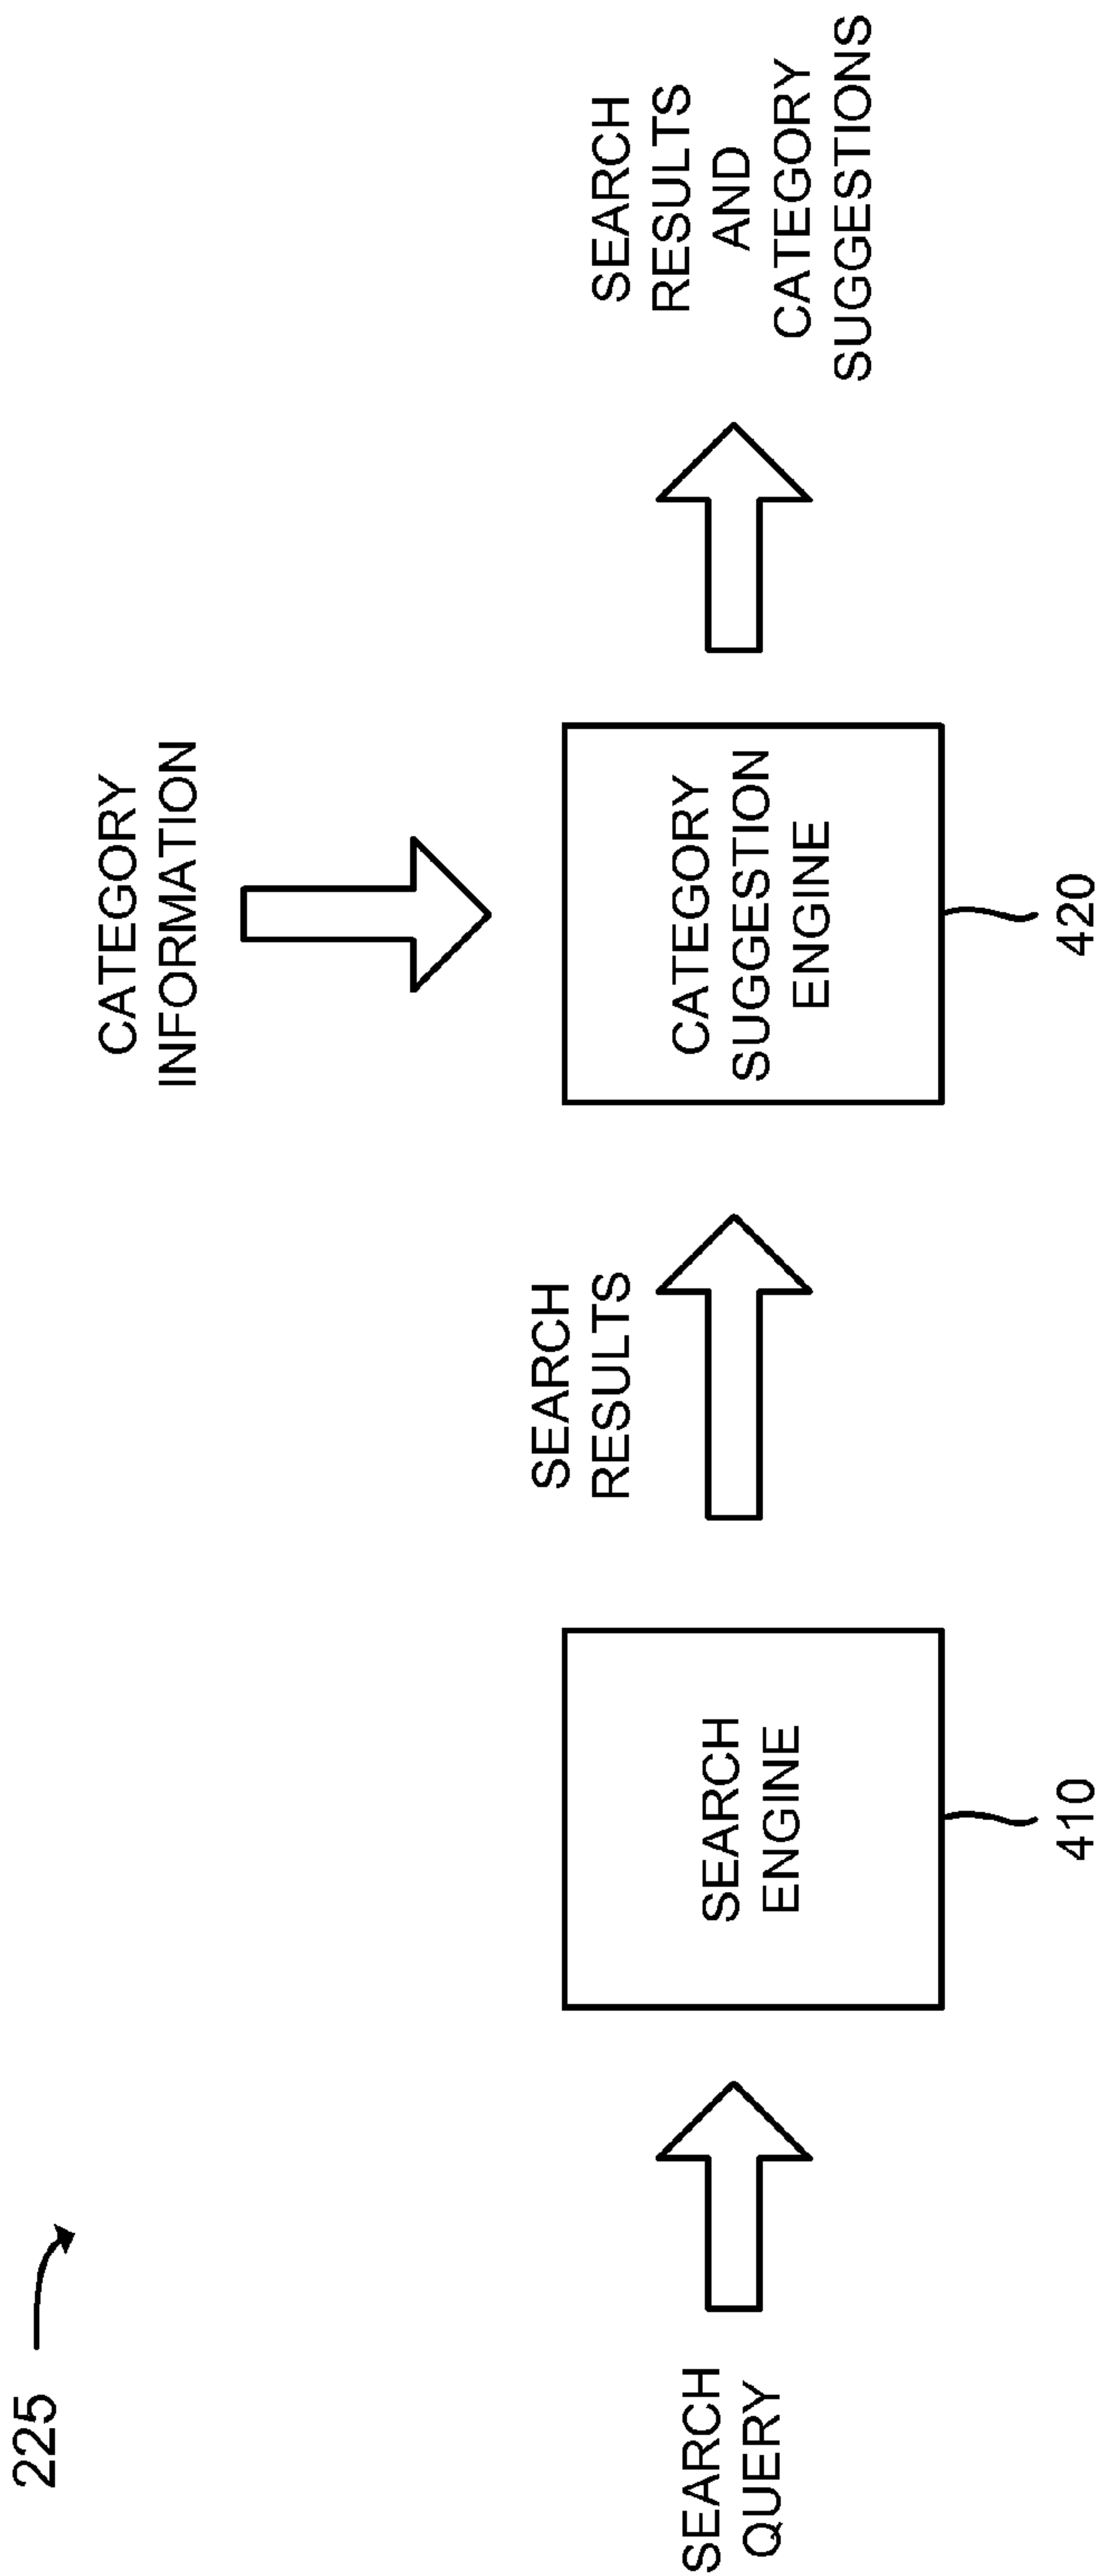 225
CATEGORY
INFORMATION
SEARCH
QUERY
SEARCH
ENGINE
410
SEARCH
RESULTS
CATEGORY
SUGGESTION
ENGINE
420
SEARCH
RESULTS
AND
CATEGORY
SUGGESTIONS